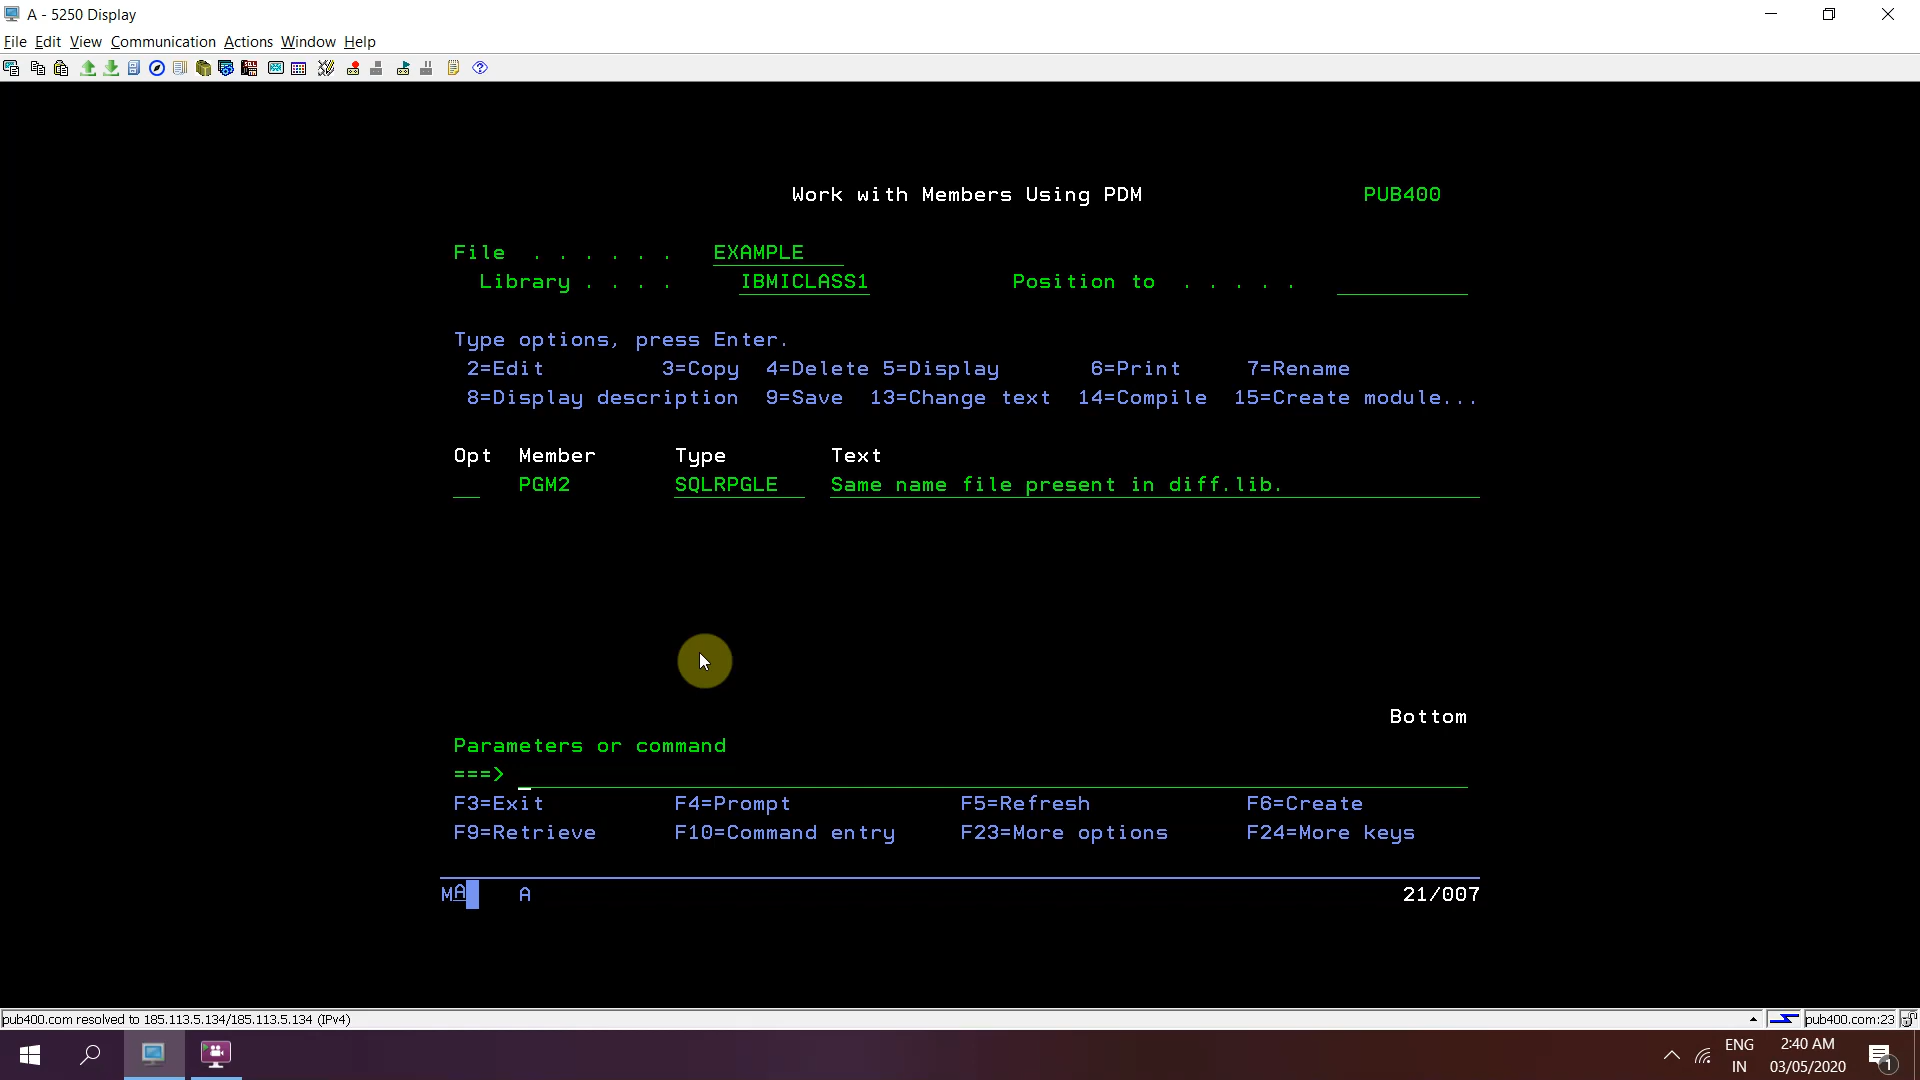 A - 5250 Display
File Edit View Communication Actions Window Help
Work with Members Using PDM PUB400
File . . . . . . EXAMPLE
Library . . . . IBMICLASS1 Position to . . . . .
Type options, press Enter.
2=Edit 3=Copy 4=Delete 5=Display 6=Print 7=Rename
8=Display description 9=Save 13=Change text 14=Compile 15=Create module...
Opt Member Type Text
PGM2 SQLRPGLE Same name file present in diff.lib.
Bottom
Parameters or command
===>
F3=Exit F4=Prompt F5=Refresh F6=Create
F9=Retrieve F10=Command entry F23=More options F24=More keys
MA A 21/007
pub400.com resolved to 185.113.5.134/185.113.5.134 (IPv4) pub400.com:23
ENG 2:40 AM
IN 03/05/2020 1